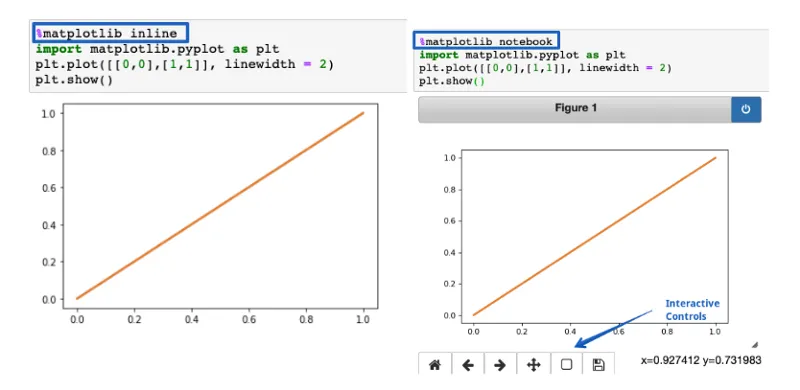 %matplotlib inline
import matplotlib.pyplot as plt
plt.plot([[0,0],[1,1]], linewidth = 2)
plt.show()
1.0
0.8
0.6
0.4
0.2
0.0
0.0 0.2 0.4 0.6 0.8 1.0
%matplotlib notebook
import matplotlib.pyplot as plt
plt.plot([[0,0],[1,1]], linewidth = 2)
plt.show()
Figure 1
1.0
0.8
0.6
0.4
0.2
0.0
0.0 0.2 0.4 0.6 0.8 1.0
Interactive
Controls
x=0.927412 y=0.731983